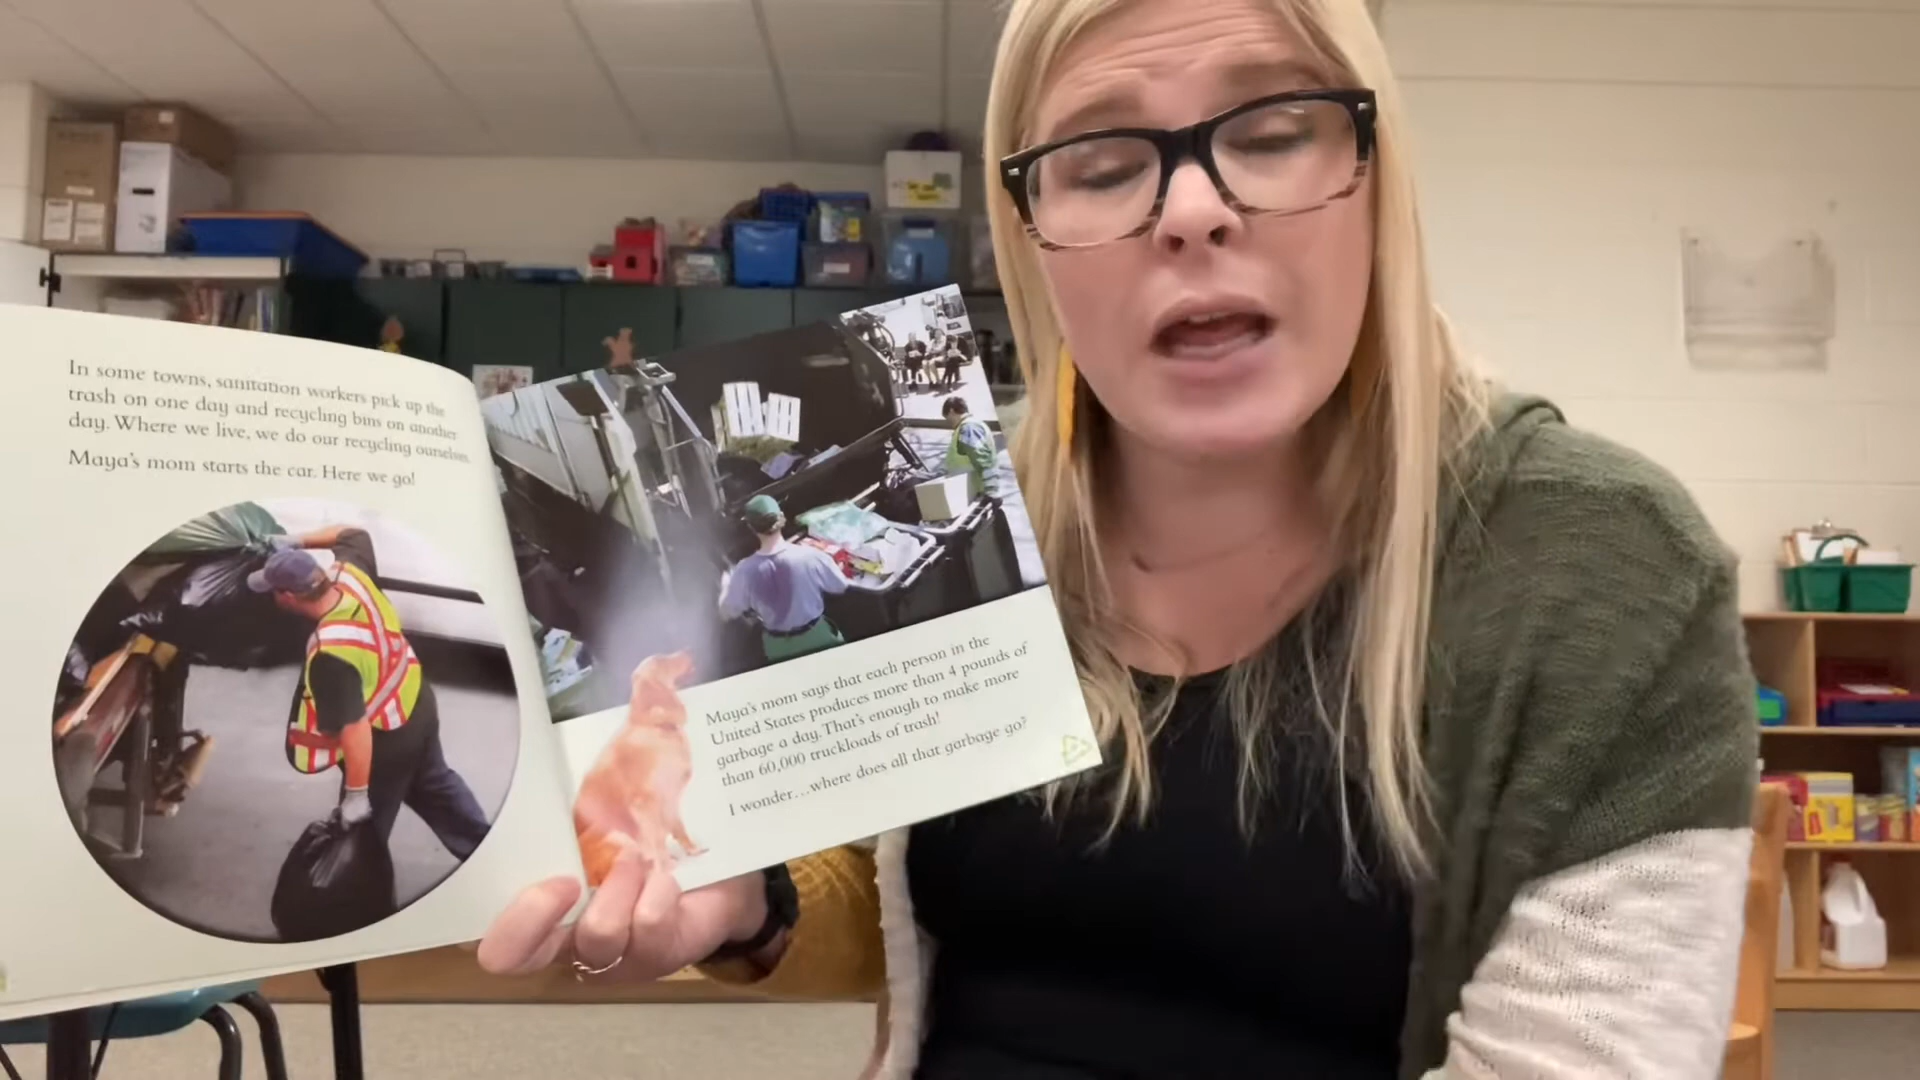 In some towns, sanitation workers pick up the
trash on one day and recycling bins on another
day. Where we live, we do our recycling ourselves.
Maya's mom starts the car. Here we go!
Maya's mom says that each person in the
United States produces more than 4 pounds of
garbage a day. That's enough to make more
than 60,000 truckloads of trash!
I wonder…where does all that garbage go?